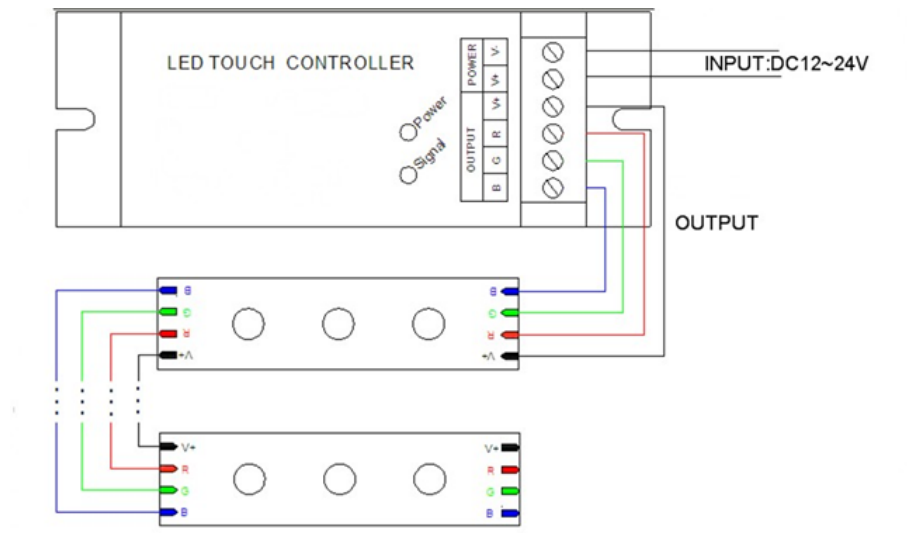 LED TOUCH CONTROLLER
Power
Signal
POWER
OUTPUT
V-
V+
V+
R
G
B
INPUT:DC12~24V
OUTPUT
B
G
R
V+
B
G
R
V+
V+
R
G
B
V+
R
G
B